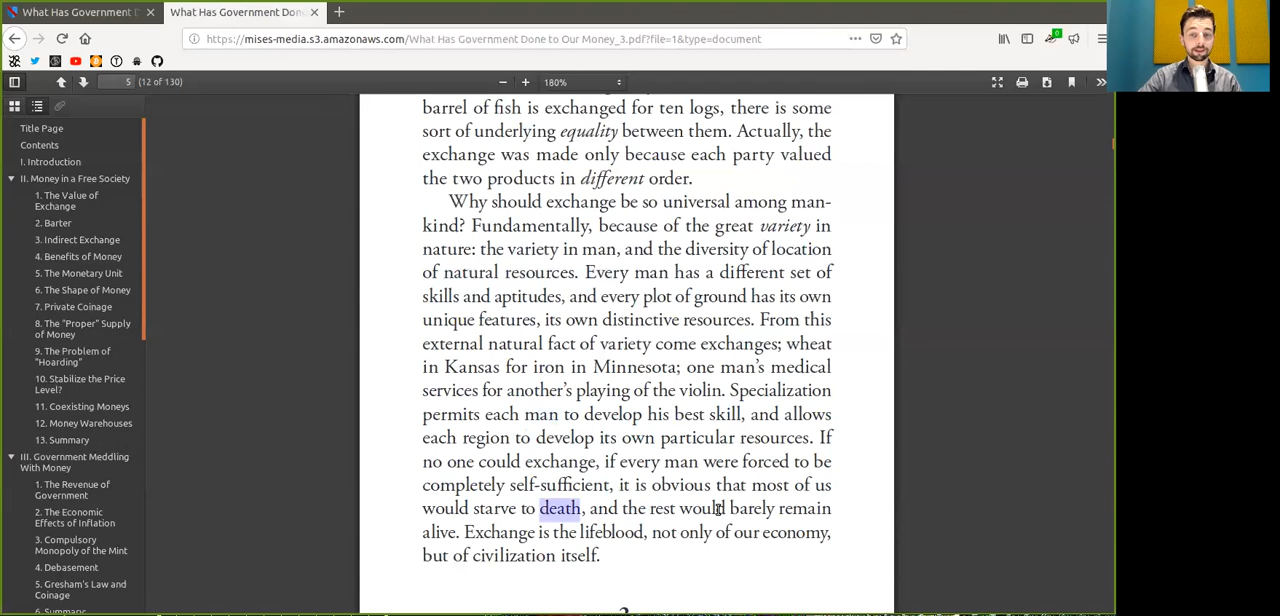 What Has Government Don
What Has Government Don
https://mises-media.s3.amazonaws.com/What Has Government Done to Our Money_3.pdf?file=1&type=document
0
5
(12 of 130)
180%
Title Page
Contents
I. Introduction
II. Money in a Free Society
1. The Value of
Exchange
2. Barter
3. Indirect Exchange
4. Benefits of Money
5. The Monetary Unit
6. The Shape of Money
7. Private Coinage
8. The "Proper" Supply
of Money
9. The Problem of
"Hoarding"
10. Stabilize the Price
Level?
11. Coexisting Moneys
12. Money Warehouses
13. Summary
III. Government Meddling
With Money
1. The Revenue of
Government
2. The Economic
Effects of Inflation
3. Compulsory
Monopoly of the Mint
4. Debasement
5. Gresham's Law and
Coinage
6. Summary
barrel of fish is exchanged for ten logs, there is some
sort of underlying equality between them. Actually, the
exchange was made only because each party valued
the two products in different order.
Why should exchange be so universal among man-
kind? Fundamentally, because of the great variety in
nature: the variety in man, and the diversity of location
of natural resources. Every man has a different set of
skills and aptitudes, and every plot of ground has its own
unique features, its own distinctive resources. From this
external natural fact of variety come exchanges; wheat
in Kansas for iron in Minnesota; one man's medical
services for another's playing of the violin. Specialization
permits each man to develop his best skill, and allows
each region to develop its own particular resources. If
no one could exchange, if every man were forced to be
completely self-sufficient, it is obvious that most of us
would starve to death, and the rest would barely remain
alive. Exchange is the lifeblood, not only of our economy,
but of civilization itself.